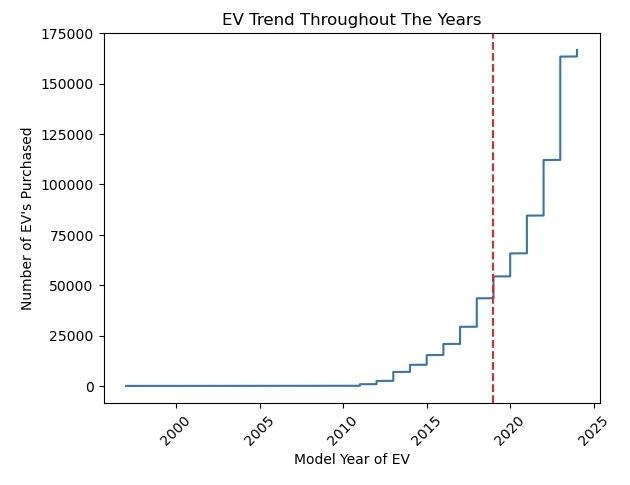 EV Trend Throughout The Years
175000
150000
125000
100000
75000
50000
25000
0
Number of EV's Purchased
2000 2005 2010 2015 2020 2025
Model Year of EV